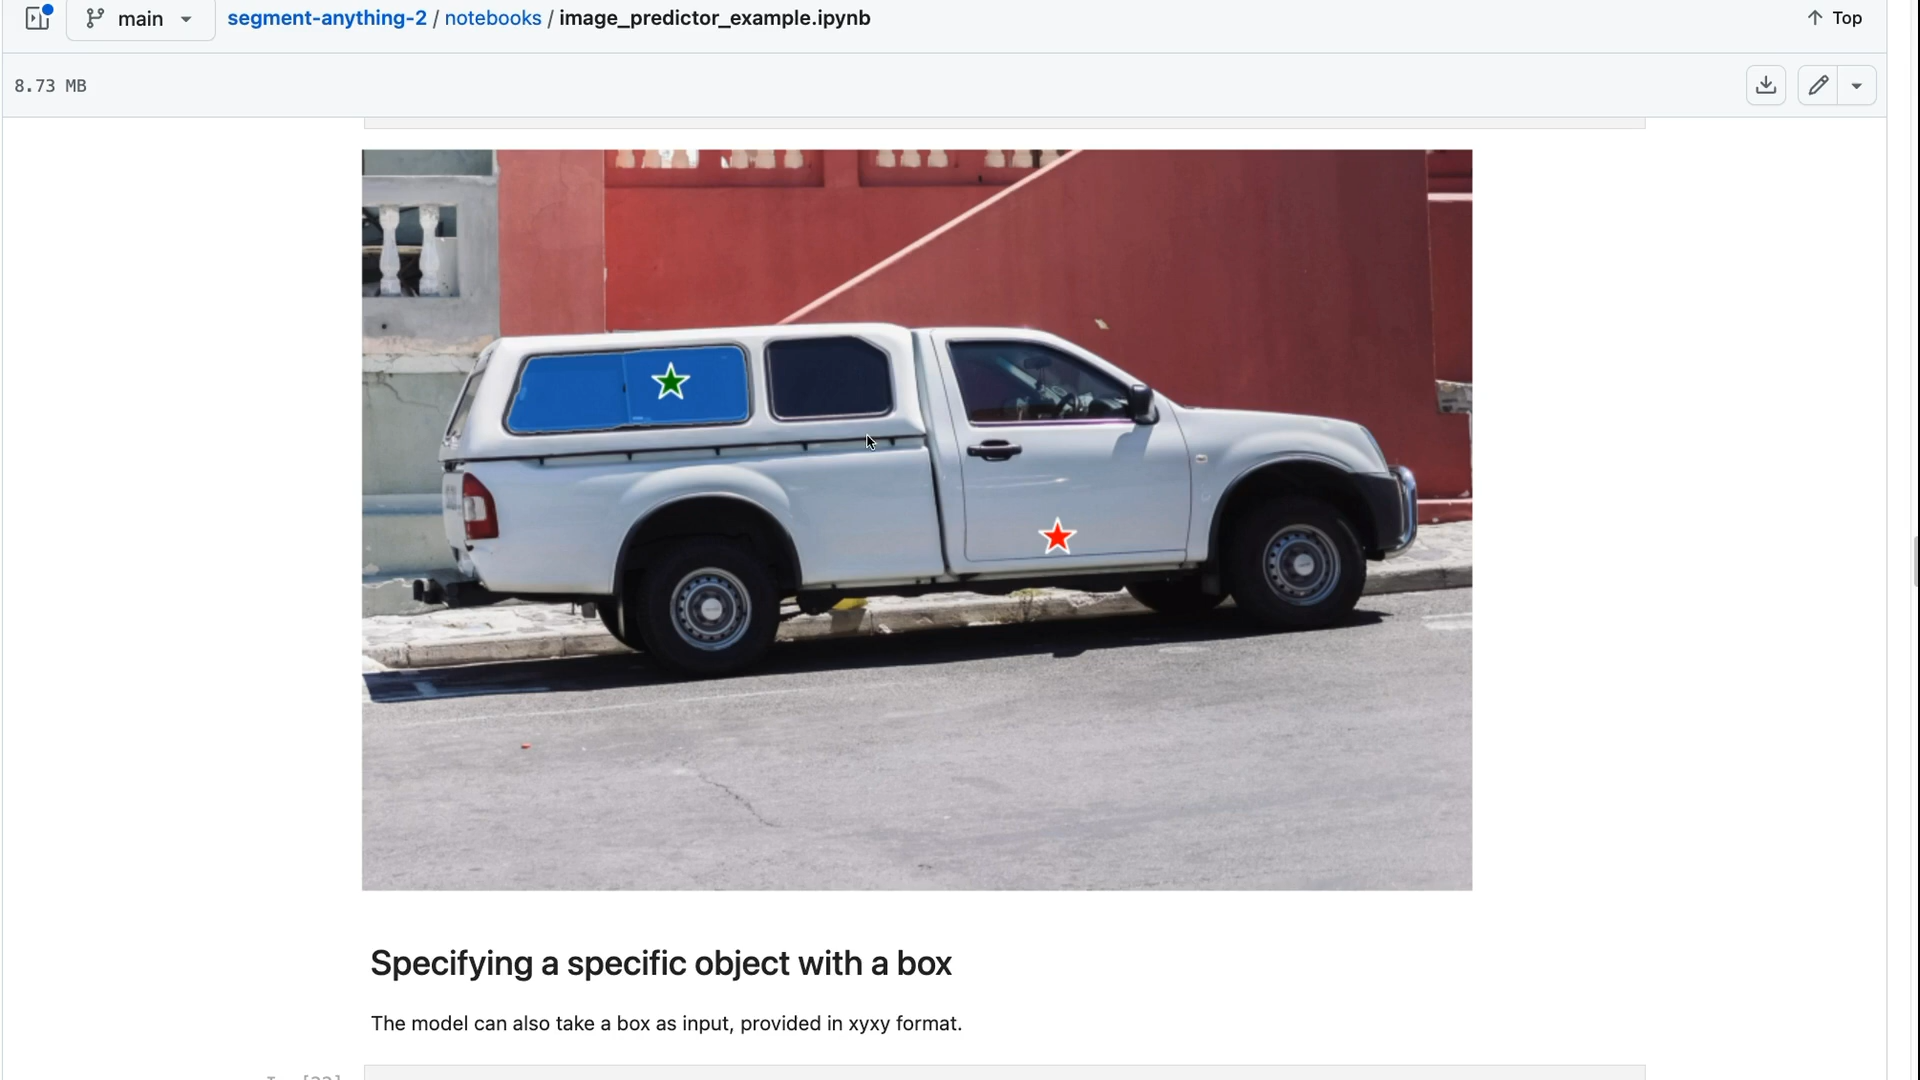 main segment-anything-2 / notebooks / image_predictor_example.ipynb Top
8.73 MB
Specifying a specific object with a box
The model can also take a box as input, provided in xyxy format.